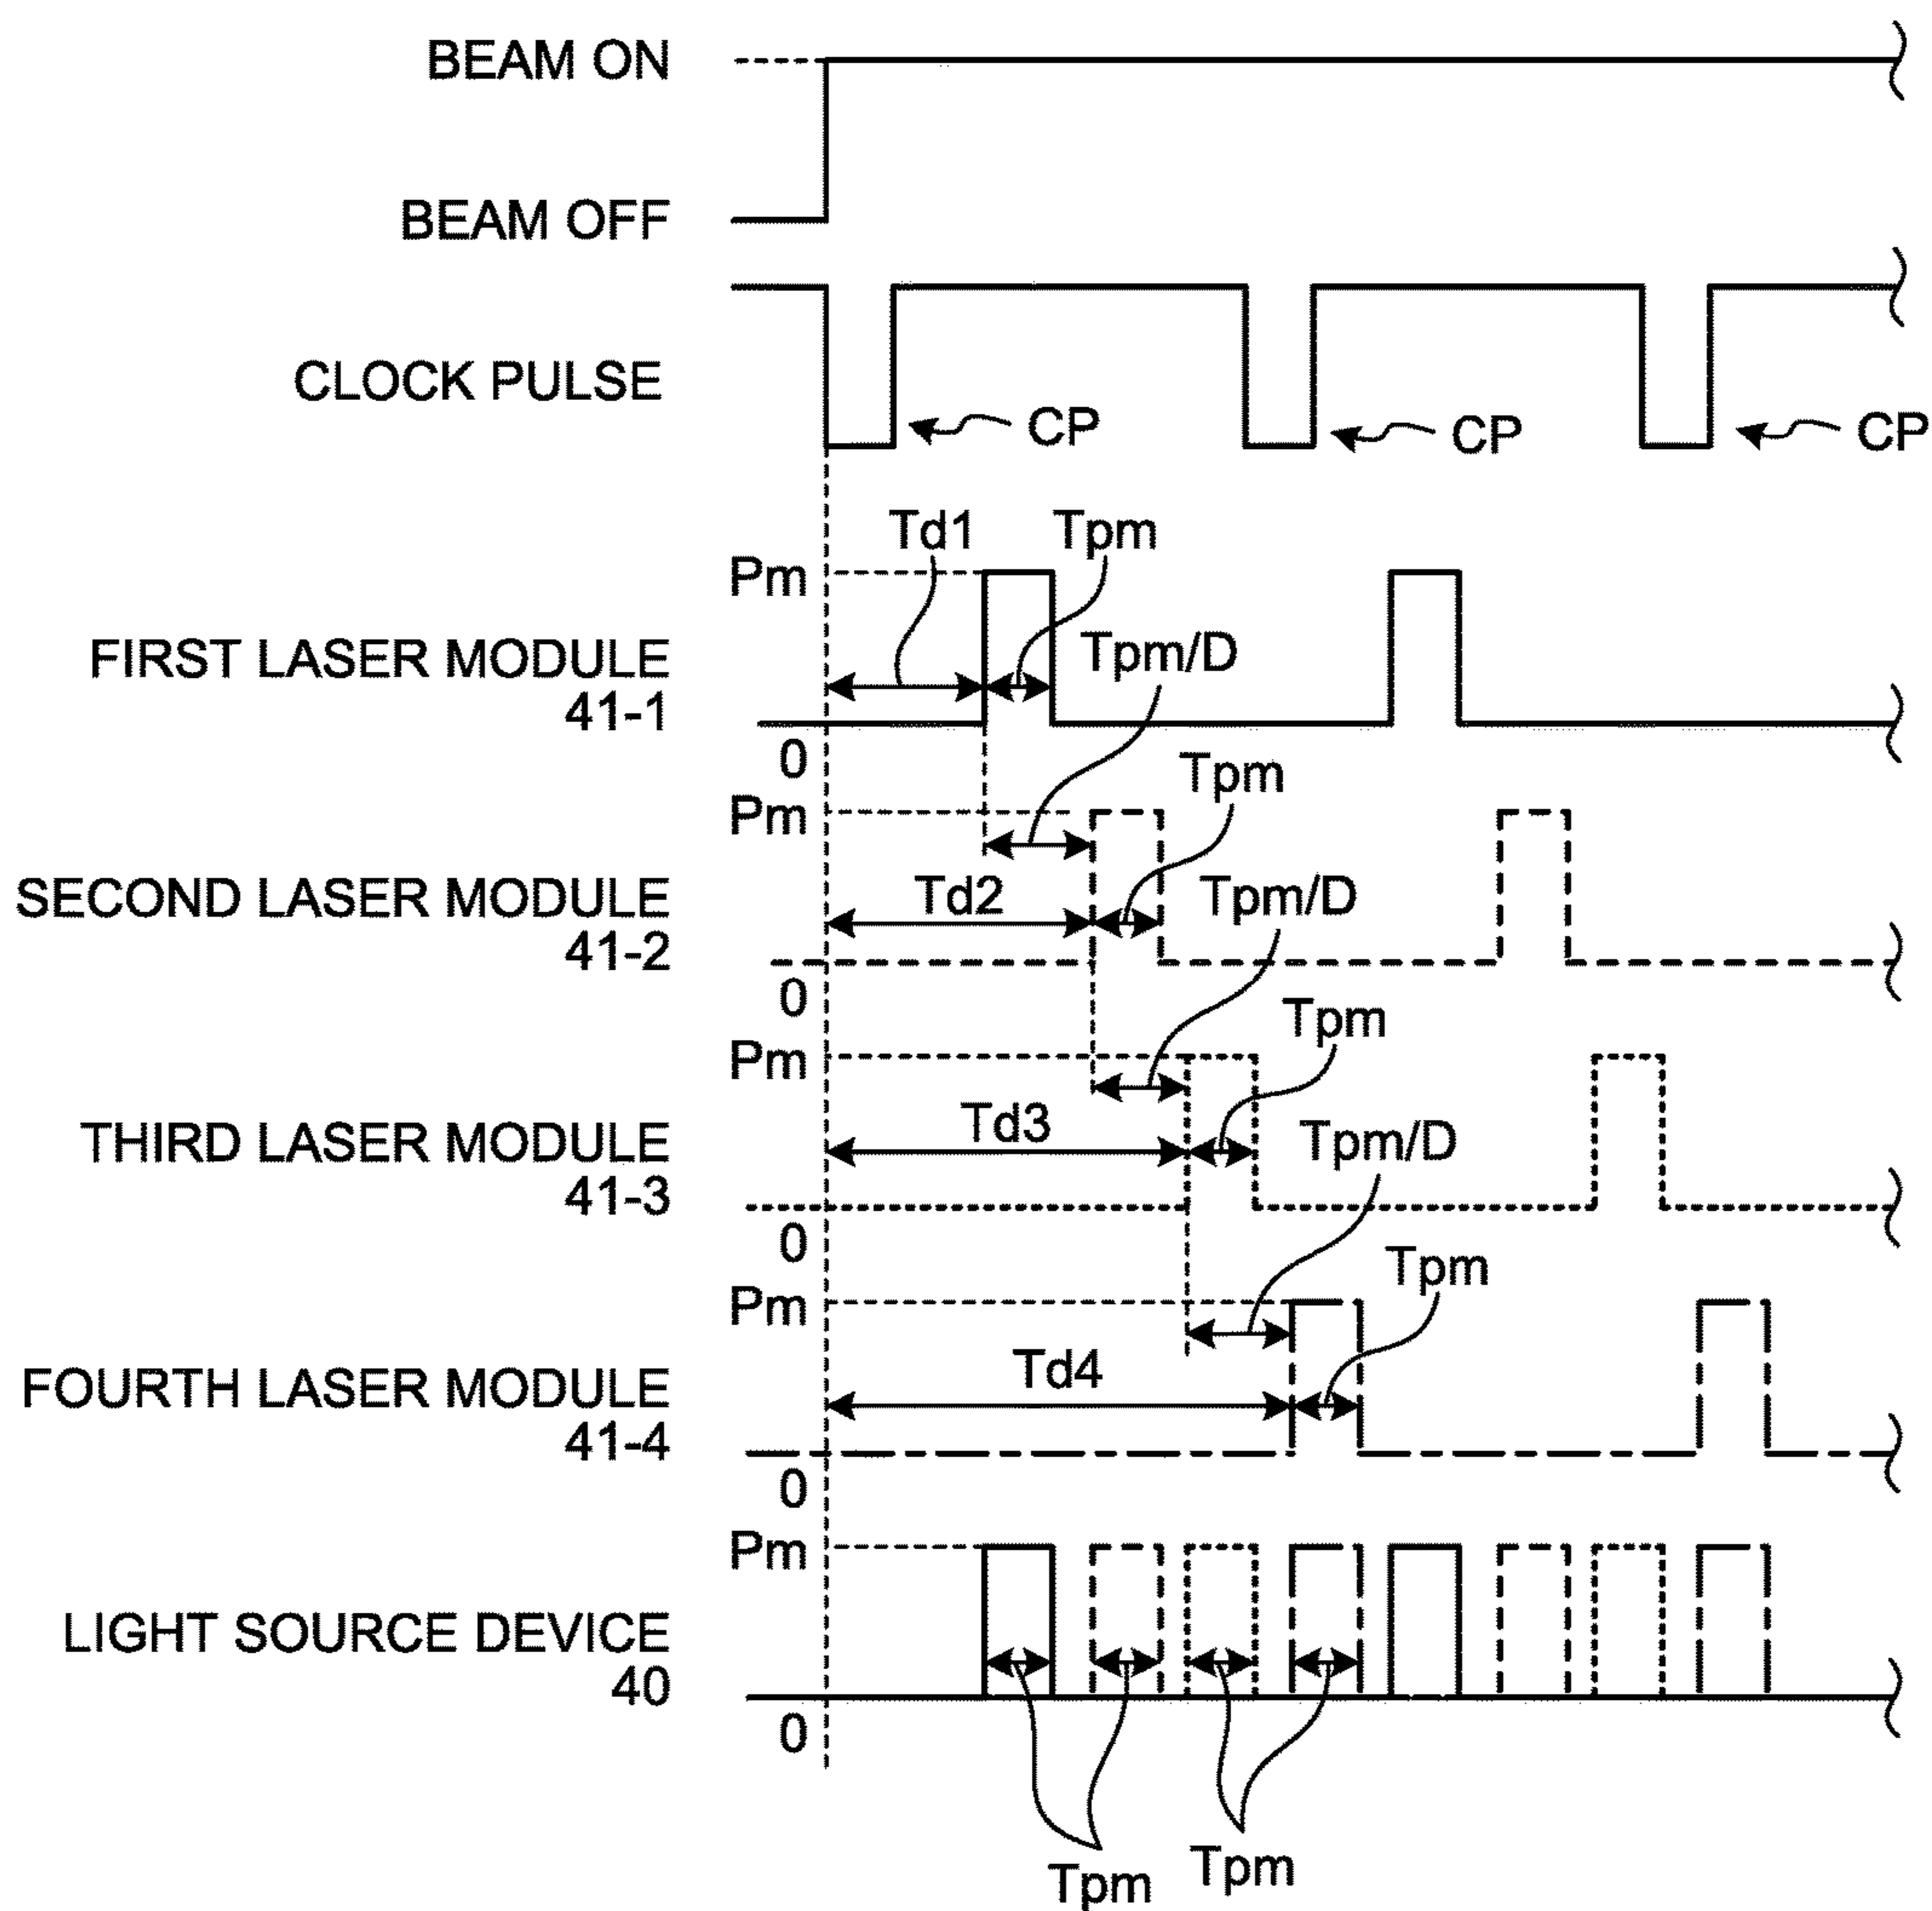 BEAM ON
BEAM OFF
CLOCK PULSE
CP
CP
CP
Td1
Tpm
Pm
FIRST LASER MODULE
41-1
Tpm/D
0
Tpm
Pm
SECOND LASER MODULE
41-2
Td2
Tpm/D
0
Tpm
Pm
THIRD LASER MODULE
41-3
Td3
Tpm/D
0
Tpm
Pm
FOURTH LASER MODULE
41-4
Td4
0
Pm
LIGHT SOURCE DEVICE
40
0
Tpm
Tpm